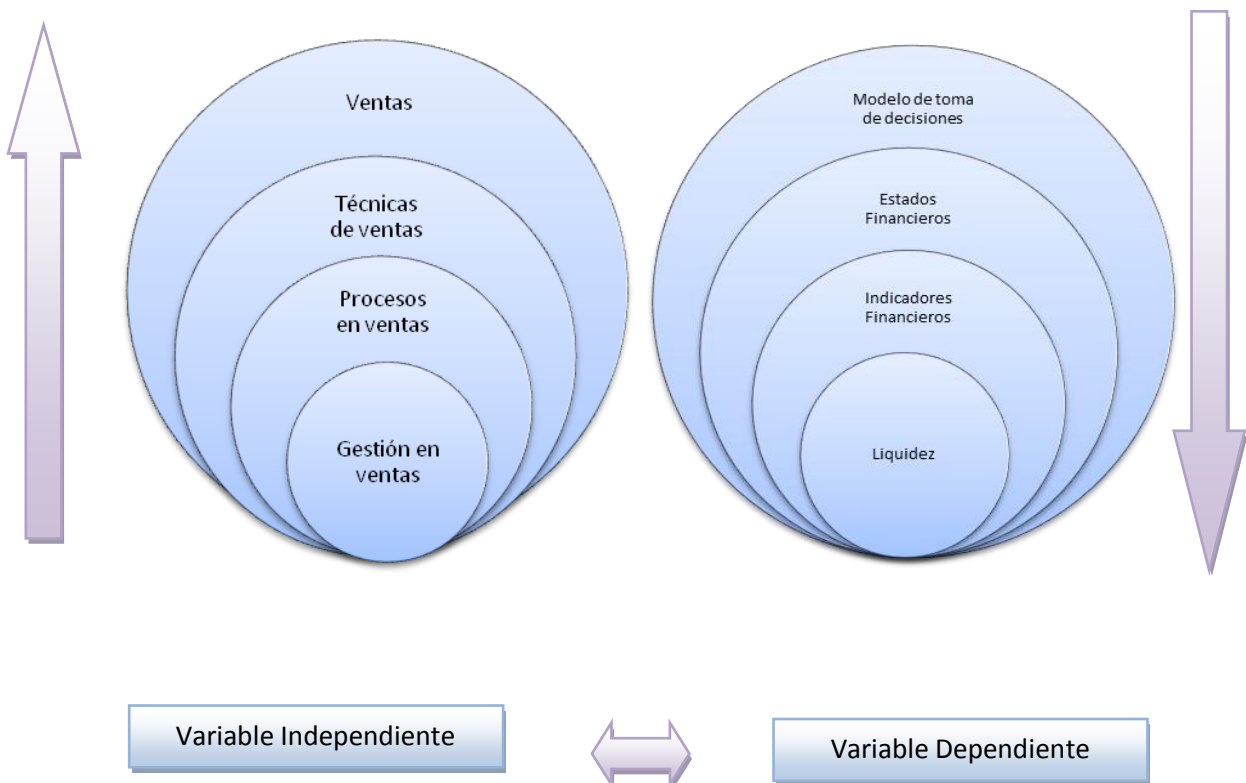 Ventas
Técnicas
de ventas
Procesos
en ventas
Gestión en
ventas
Modelo de toma
de decisiones
Estados
Financieros
Indicadores
Financieros
Liquidez
Variable Independiente
Variable Dependiente